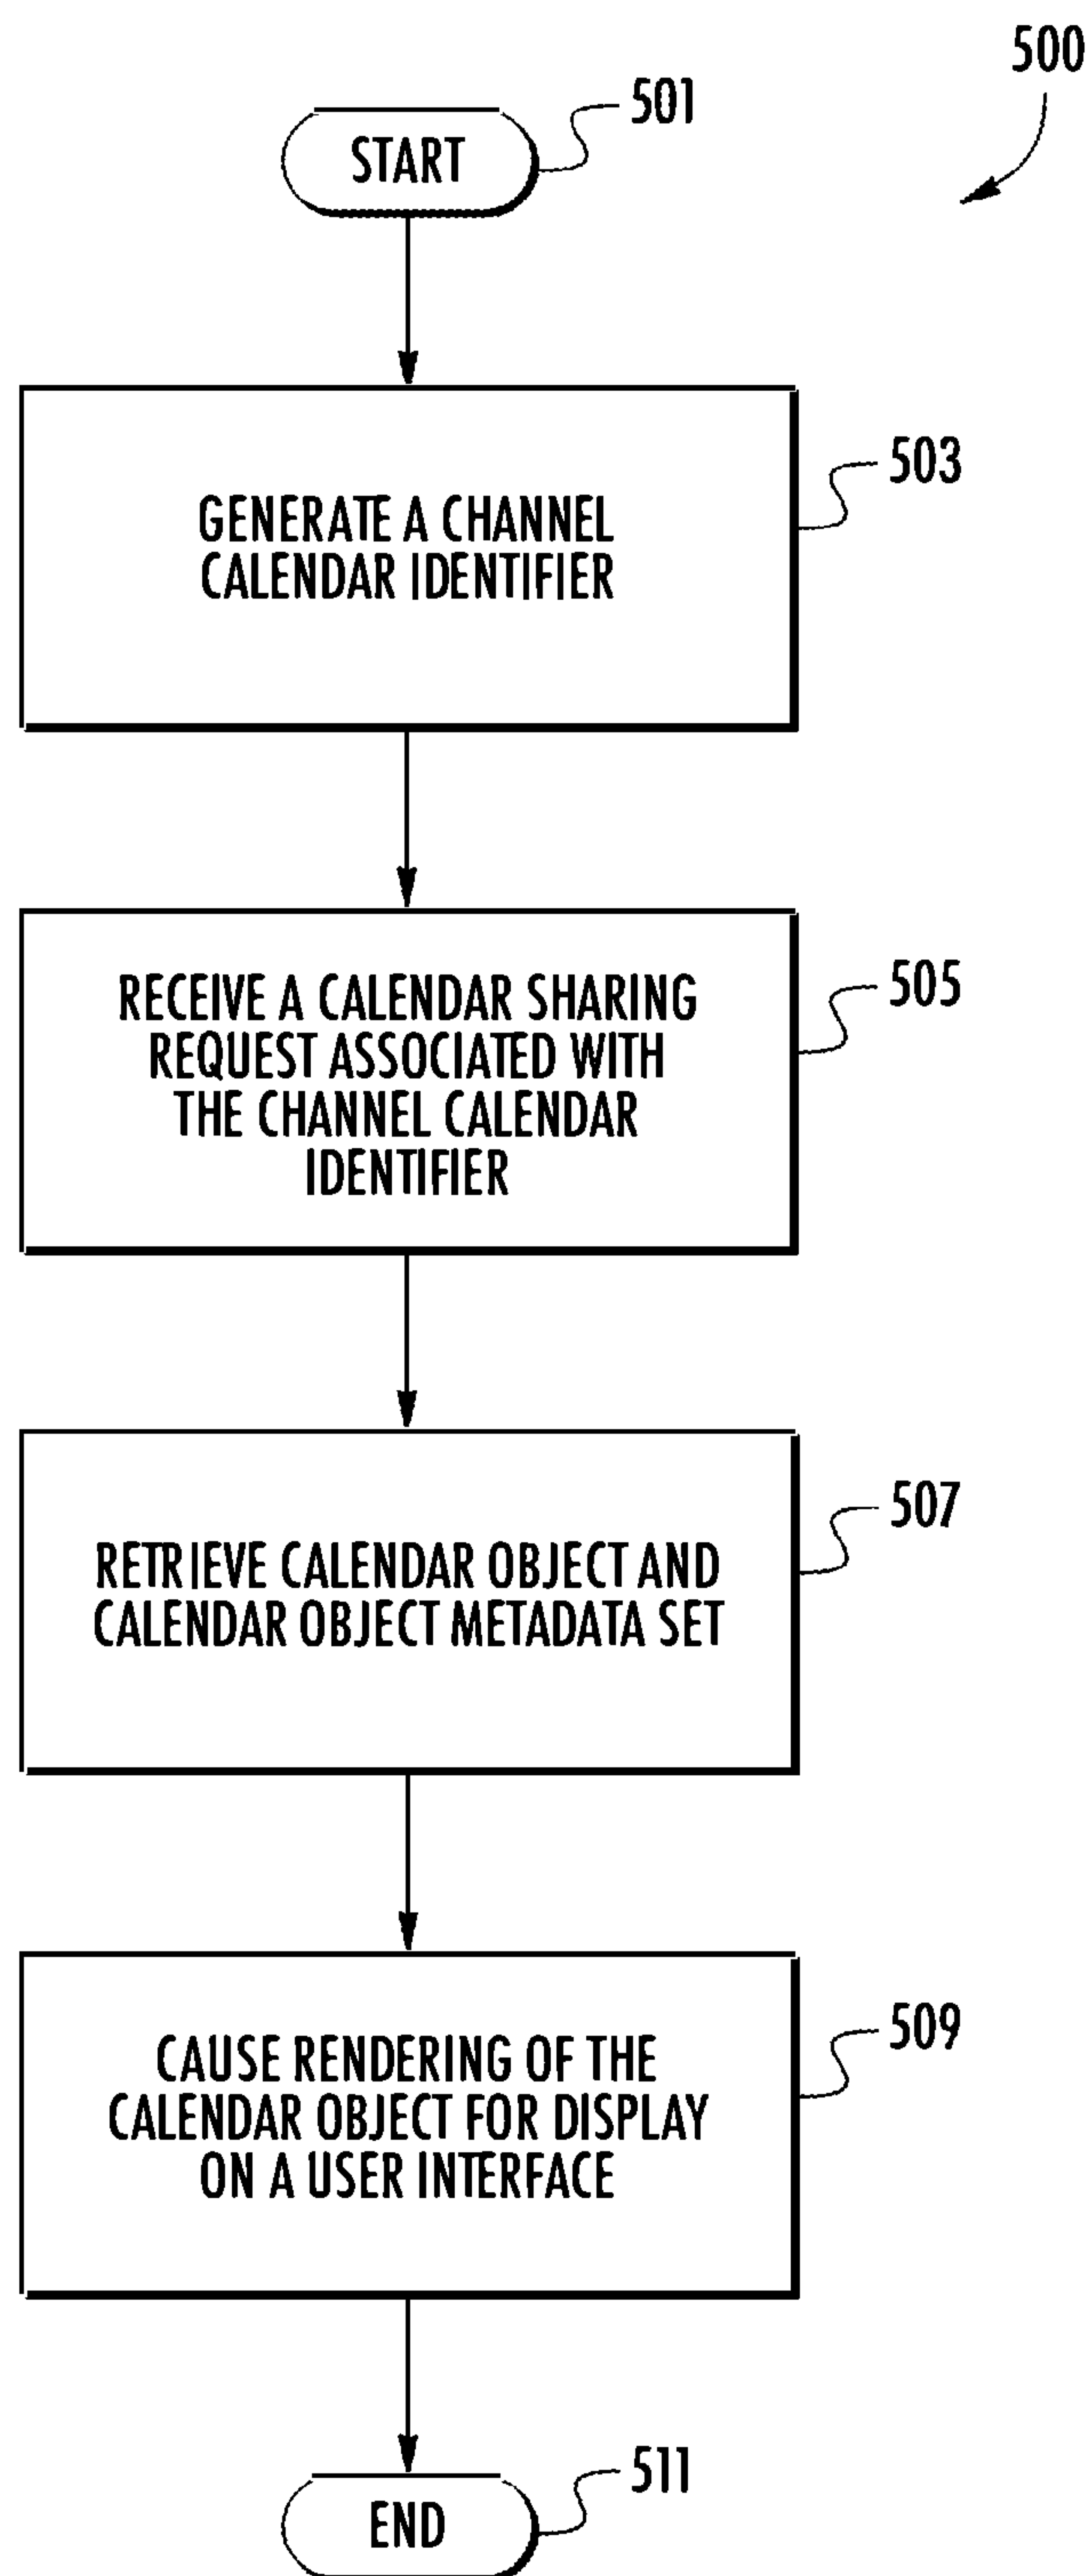 500
START
501
GENERATE A CHANNEL
CALENDAR IDENTIFIER
503
RECEIVE A CALENDAR SHARING
REQUEST ASSOCIATED WITH
THE CHANNEL CALENDAR
IDENTIFIER
505
RETRIEVE CALENDAR OBJECT AND
CALENDAR OBJECT METADATA SET
507
CAUSE RENDERING OF THE
CALENDAR OBJECT FOR DISPLAY
ON A USER INTERFACE
509
END
511